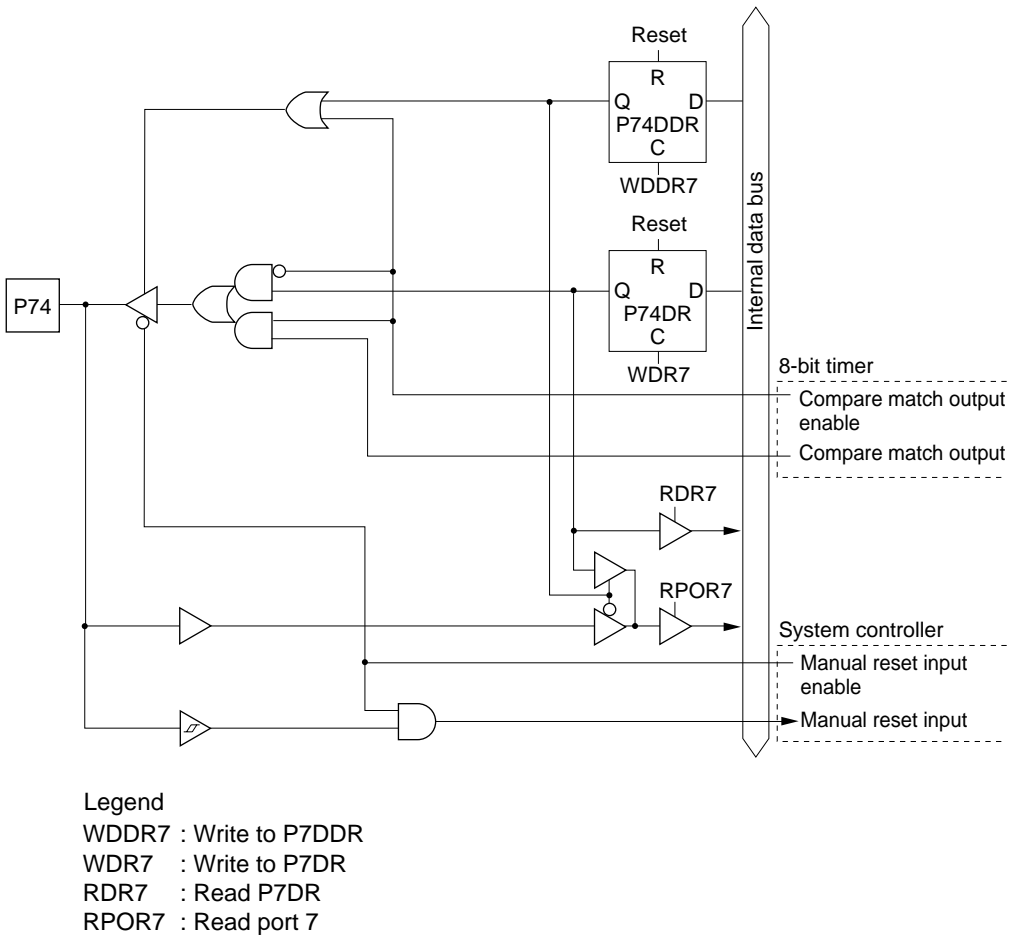 Reset
R
Q D
P74DDR
C
WDDR7
Reset
R
Q D
P74DR
C
WDR7
Internal data bus
P74
8-bit timer
Compare match output
enable
Compare match output
RDR7
RPOR7
System controller
Manual reset input
enable
Manual reset input
Legend
WDDR7 : Write to P7DDR
WDR7 : Write to P7DR
RDR7 : Read P7DR
RPOR7 : Read port 7